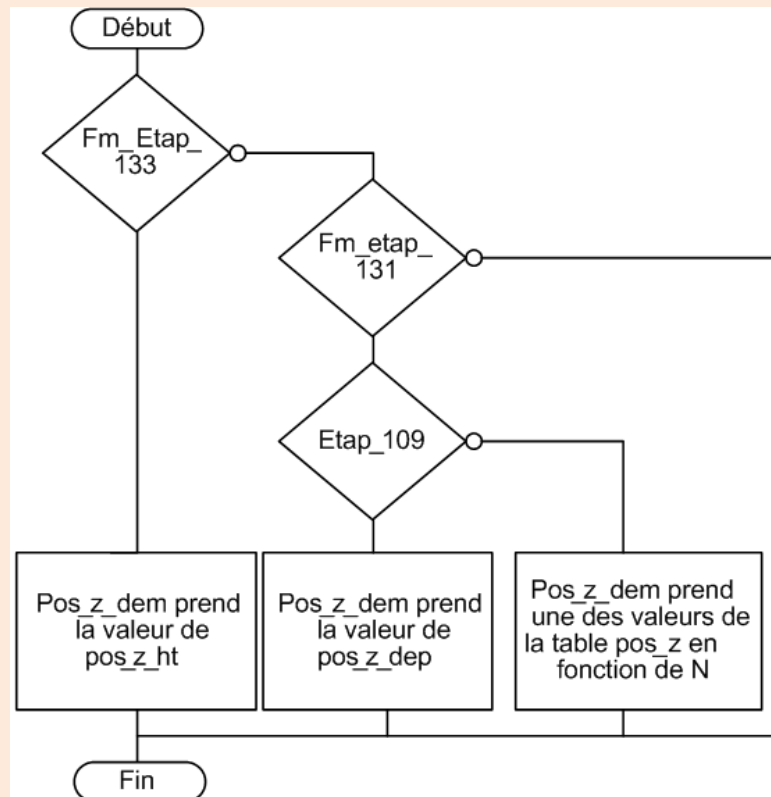 Début
Fm_Etap_
133
Fm_etap_
131
Etap_109
Pos_z_dem prend
la valeur de
pos_z_ht
Pos_z_dem prend
la valeur de
pos_z_dep
Pos_z_dem prend
une des valeurs de
la table pos_z en
fonction de N
Fin